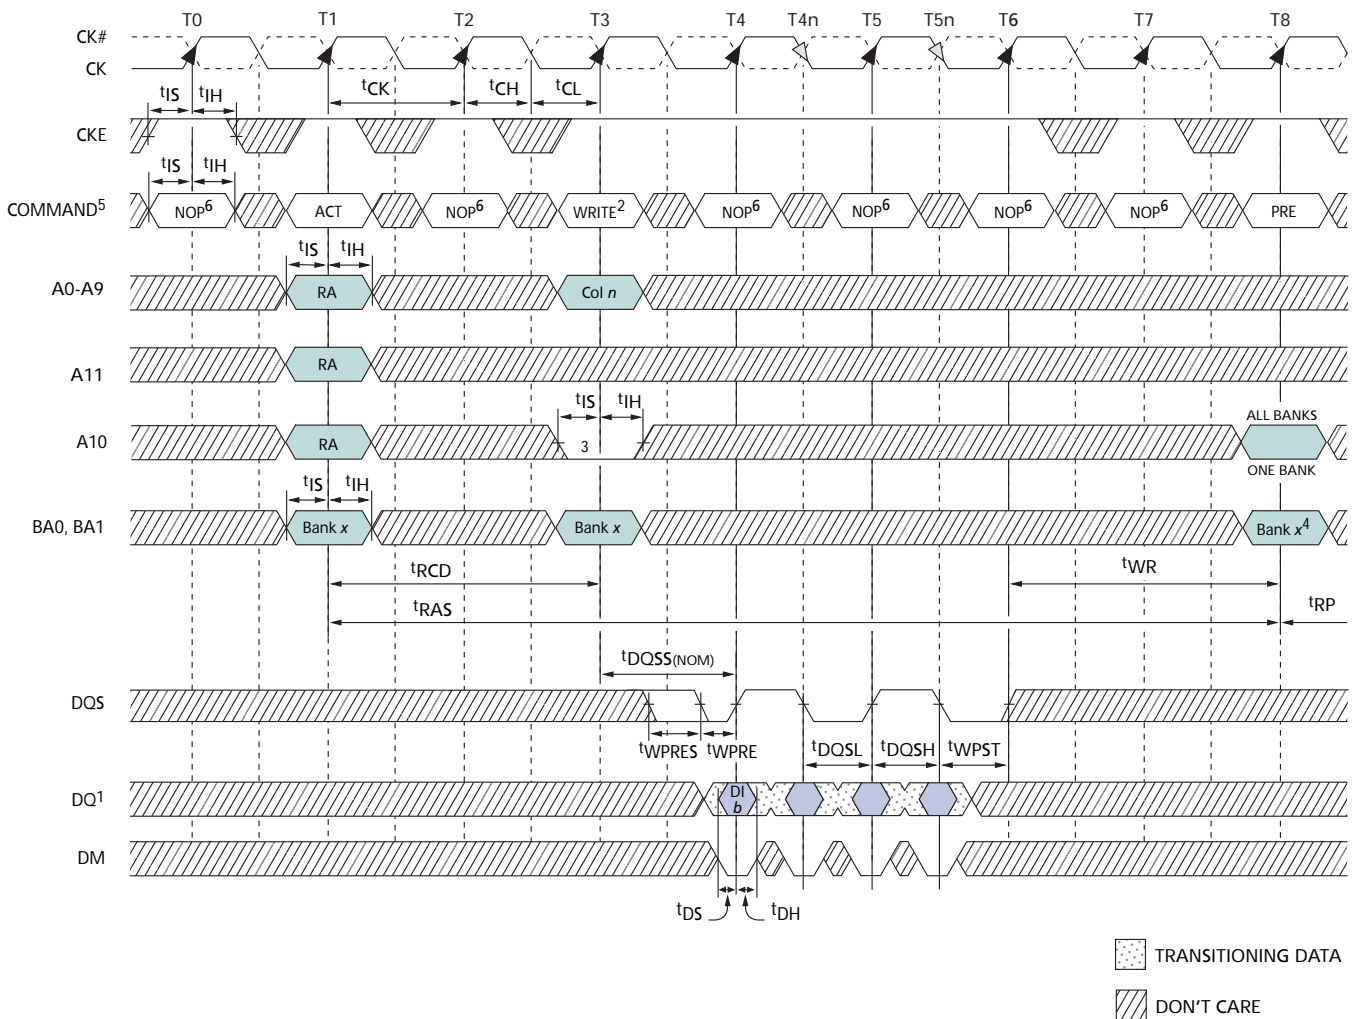 T0 T1 T2 T3 T4 T4n T5 T5n T6 T7 T8
CK#
CK
tIS tIH tCK tCH tCL
CKE
tIS tIH
COMMAND5 NOP6 ACT NOP6 WRITE2 NOP6 NOP6 NOP6 NOP6 PRE
tIS tIH
A0-A9 RA Col n
A11 RA
tIS tIH
ALL BANKS
A10 RA 3
ONE BANK
tIS tIH
BA0, BA1 Bank x Bank x Bank x4
tRCD tWR
tRAS tRP
tDQSS(NOM)
DQS
tWPRES tWPRE tDQSL tDQSH tWPST
DQ1 DI
b
DM
tDS tDH
TRANSITIONING DATA
DON'T CARE